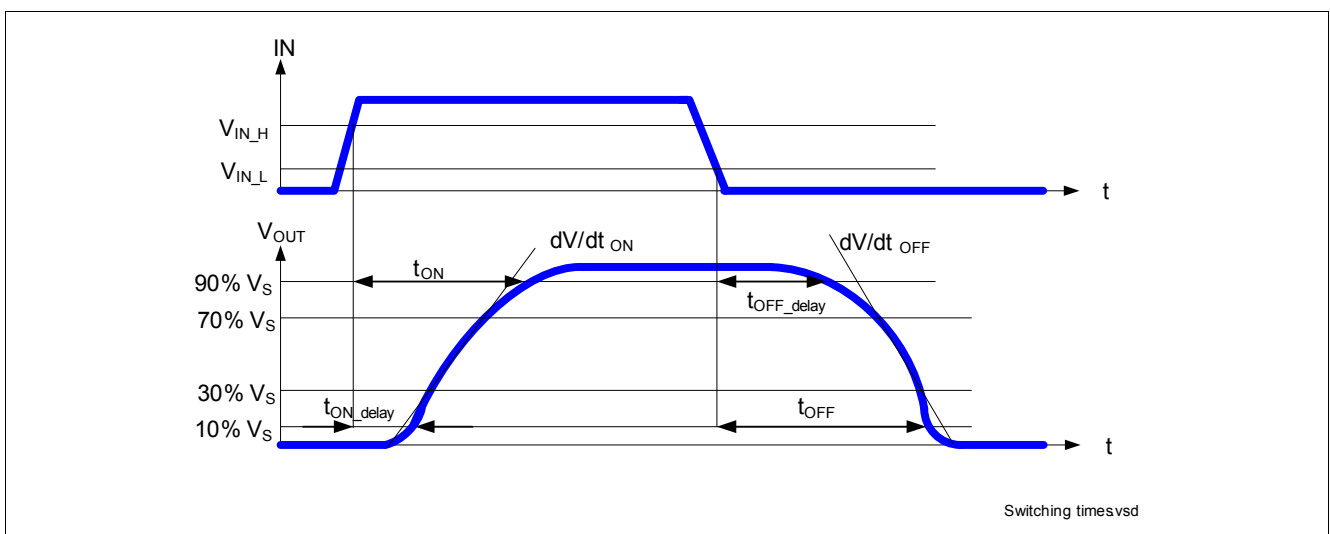 IN
V_IN_H
V_IN_L
t
V_OUT
dV/dt ON
dV/dt OFF
90% V_S
t_ON
t_OFF_delay
70% V_S
30% V_S
t_ON_delay
t_OFF
10% V_S
t
Switching times.vsd